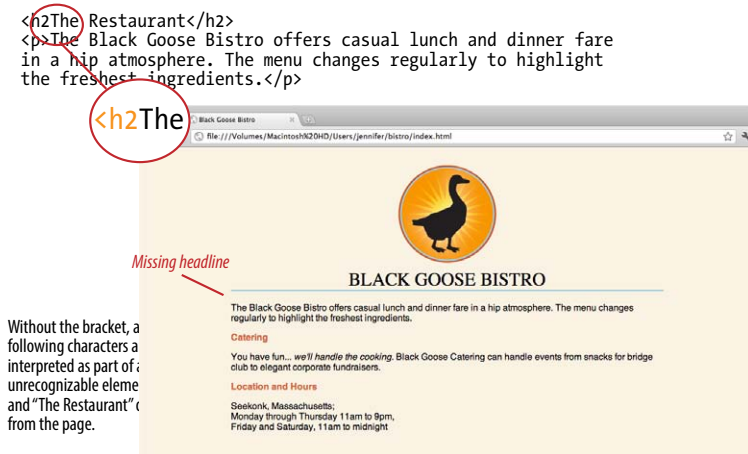 <h2The Restaurant</h2>
<p>The Black Goose Bistro offers casual lunch and dinner fare
in a hip atmosphere. The menu changes regularly to highlight
the freshest ingredients.</p>
<h2The
Black Goose Bistro
file:///Volumes/Macintosh%20HD/Users/jennifer/bistro/index.html
Missing headline
BLACK GOOSE BISTRO
The Black Goose Bistro offers casual lunch and dinner fare in a hip atmosphere. The menu changes
regularly to highlight the freshest ingredients.
Catering
You have fun... we'll handle the cooking. Black Goose Catering can handle events from snacks for bridge
club to elegant corporate fundraisers.
Location and Hours
Seekonk, Massachusetts;
Monday through Thursday 11am to 9pm,
Friday and Saturday, 11am to midnight
Without the bracket, a
following characters a
interpreted as part of a
unrecognizable eleme
and “The Restaurant”
from the page.